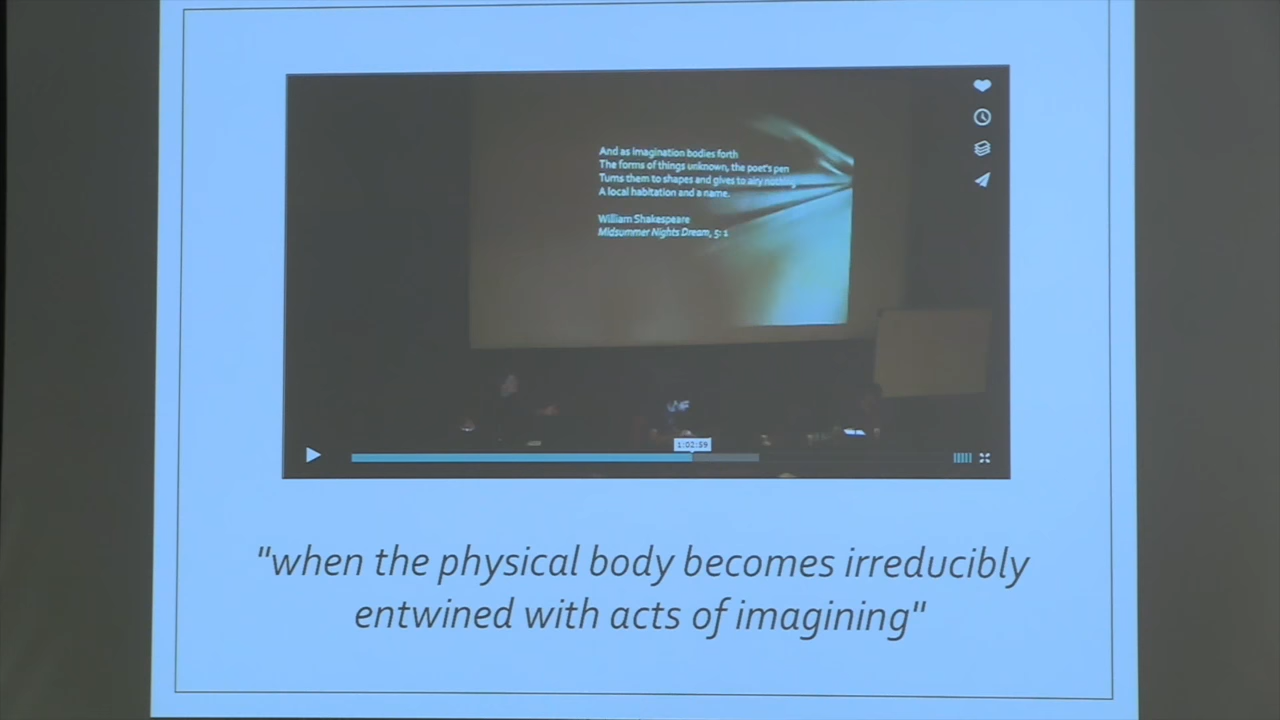 And as imagination bodies forth
The forms of things unknown, the poet's pen
Turns them to shapes and gives to airy nothing
A local habitation and a name.
William Shakespeare
Midsummer Nights Dream, 5:1
1:02:59
"when the physical body becomes irreducibly
entwined with acts of imagining"